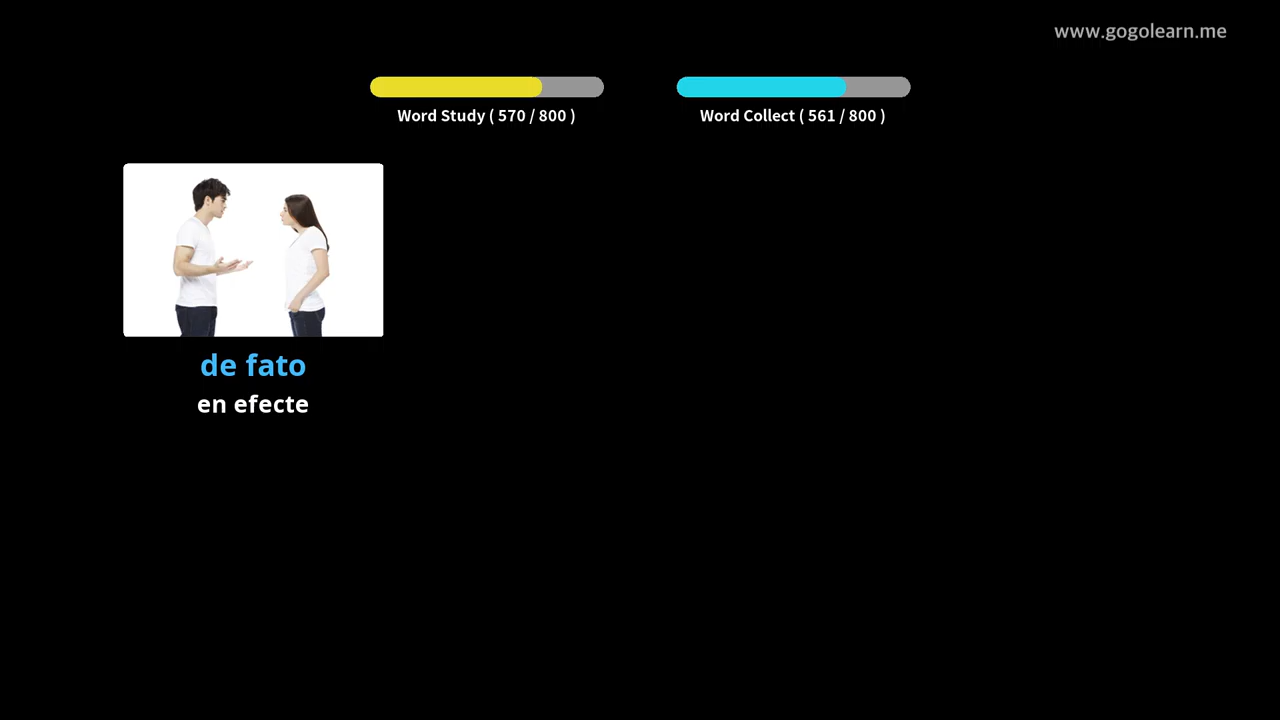 www.gogolearn.me
Word Study ( 570 / 800 )
Word Collect ( 561 / 800 )
de fato
en efecte